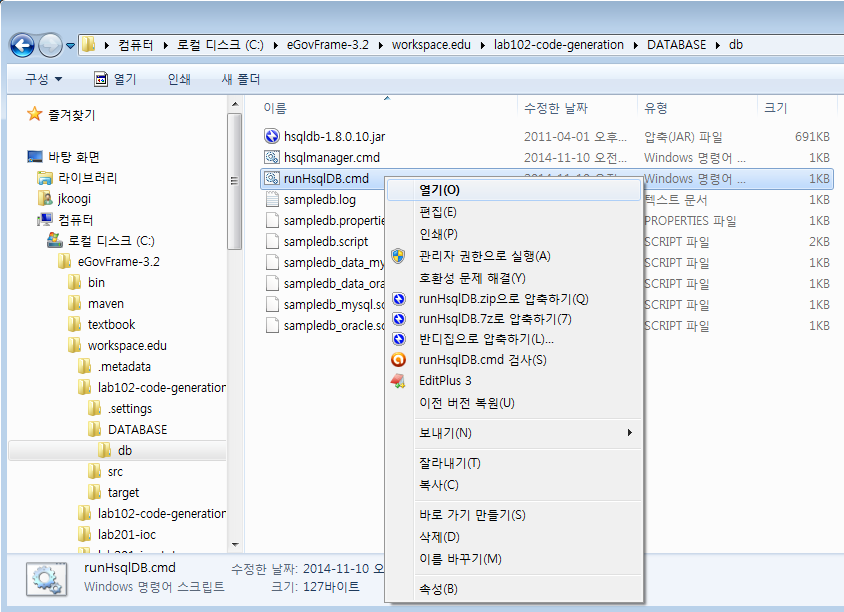 컴퓨터 로컬 디스크 (C:) eGovFrame-3.2 workspace.edu lab102-code-generation DATABASE db
구성 열기 인쇄 새 폴더
즐겨찾기
바탕 화면
라이브러리
jkoogi
컴퓨터
로컬 디스크 (C:)
eGovFrame-3.2
bin
maven
textbook
workspace.edu
.metadata
lab102-code-generation
.settings
DATABASE
db
src
target
lab102-code-generation
lab201-ioc
이름 수정한 날짜 유형 크기
hsqldb-1.8.0.10.jar 2011-04-01 오후... 압축(JAR) 파일 691KB
hsqlmanager.cmd 2014-11-10 오전... Windows 명령어 ... 1KB
runHsqlDB.cmd 2014-11-10 오전... Windows 명령어 ... 1KB
sampledb.log 텍스트 문서 1KB
sampledb.propertie PROPERTIES 파일 1KB
sampledb.script SCRIPT 파일 2KB
sampledb_data_my SCRIPT 파일 1KB
sampledb_data_ora SCRIPT 파일 1KB
sampledb_mysql.sc SCRIPT 파일 1KB
sampledb_oracle.sc SCRIPT 파일 1KB
열기(O)
편집(E)
인쇄(P)
관리자 권한으로 실행(A)
호환성 문제 해결(Y)
runHsqlDB.zip으로 압축하기(Q)
runHsqlDB.7z로 압축하기(7)
반디집으로 압축하기(L)...
runHsqlDB.cmd 검사(S)
EditPlus 3
이전 버전 복원(U)
보내기(N)
잘라내기(T)
복사(C)
바로 가기 만들기(S)
삭제(D)
이름 바꾸기(M)
속성(B)
runHsqlDB.cmd 수정한 날짜: 2014-11-10 오
Windows 명령어 스크립트 크기: 127바이트